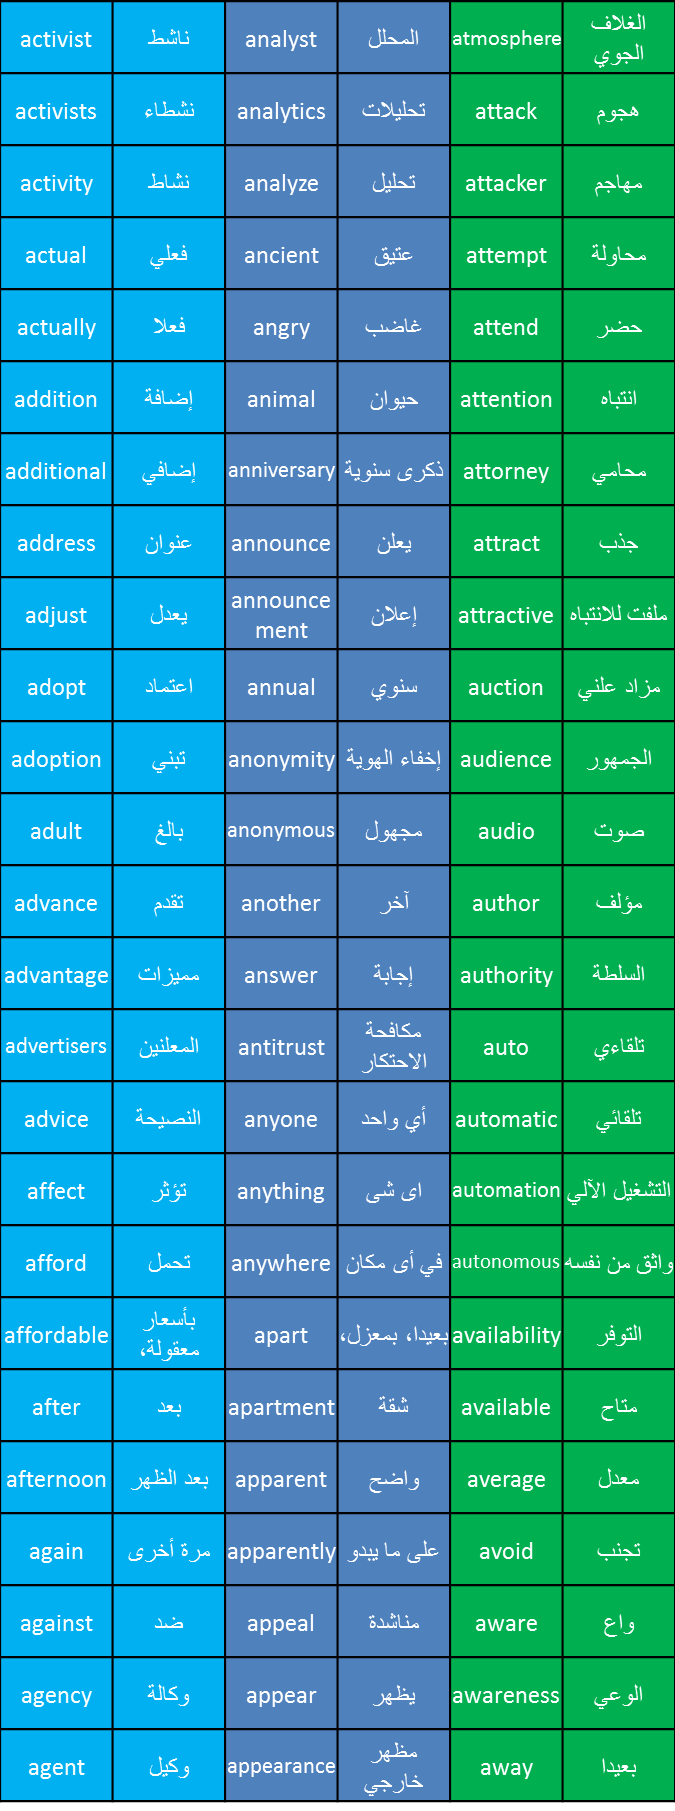 activist ناشط analyst المحلل atmosphere الغلاف
الجوي
activists نشطاء analytics تحليلات attack هجوم
activity نشاط analyze تحليل attacker مهاجم
actual فعلي ancient عتيق attempt محاولة
actually فعلا angry غاضب attend حضر
addition إضافة animal حيوان attention انتباه
additional إضافي anniversary ذكرى سنوية attorney محامي
address عنوان announce يعلن attract جذب
adjust يعدل announce
ment إعلان attractive ملفت للانتباه
adopt اعتماد annual سنوي auction مزاد علني
adoption تبني anonymity إخفاء الهوية audience الجمهور
adult بالغ anonymous مجهول audio صوت
advance تقدم another آخر author مؤلف
advantage مميزات answer إجابة authority السلطة
advertisers المعلنين antitrust مكافحة
الاحتكار auto تلقاءي
advice النصيحة anyone أي واحد automatic تلقائي
affect تؤثر anything اى شى automation التشغيل الآلي
afford تحمل anywhere في أى مكان autonomous واثق من نفسه
affordable بأسعار
معقولة، apart بعيدا، بمعزل، availability التوفر
after بعد apartment شقة available متاح
afternoon بعد الظهر apparent واضح average معدل
again مرة أخرى apparently على ما يبدو avoid تجنب
against ضد appeal مناشدة aware واع
agency وكالة appear يظهر awareness الوعي
agent وكيل appearance مظهر
خارجي away بعيدا